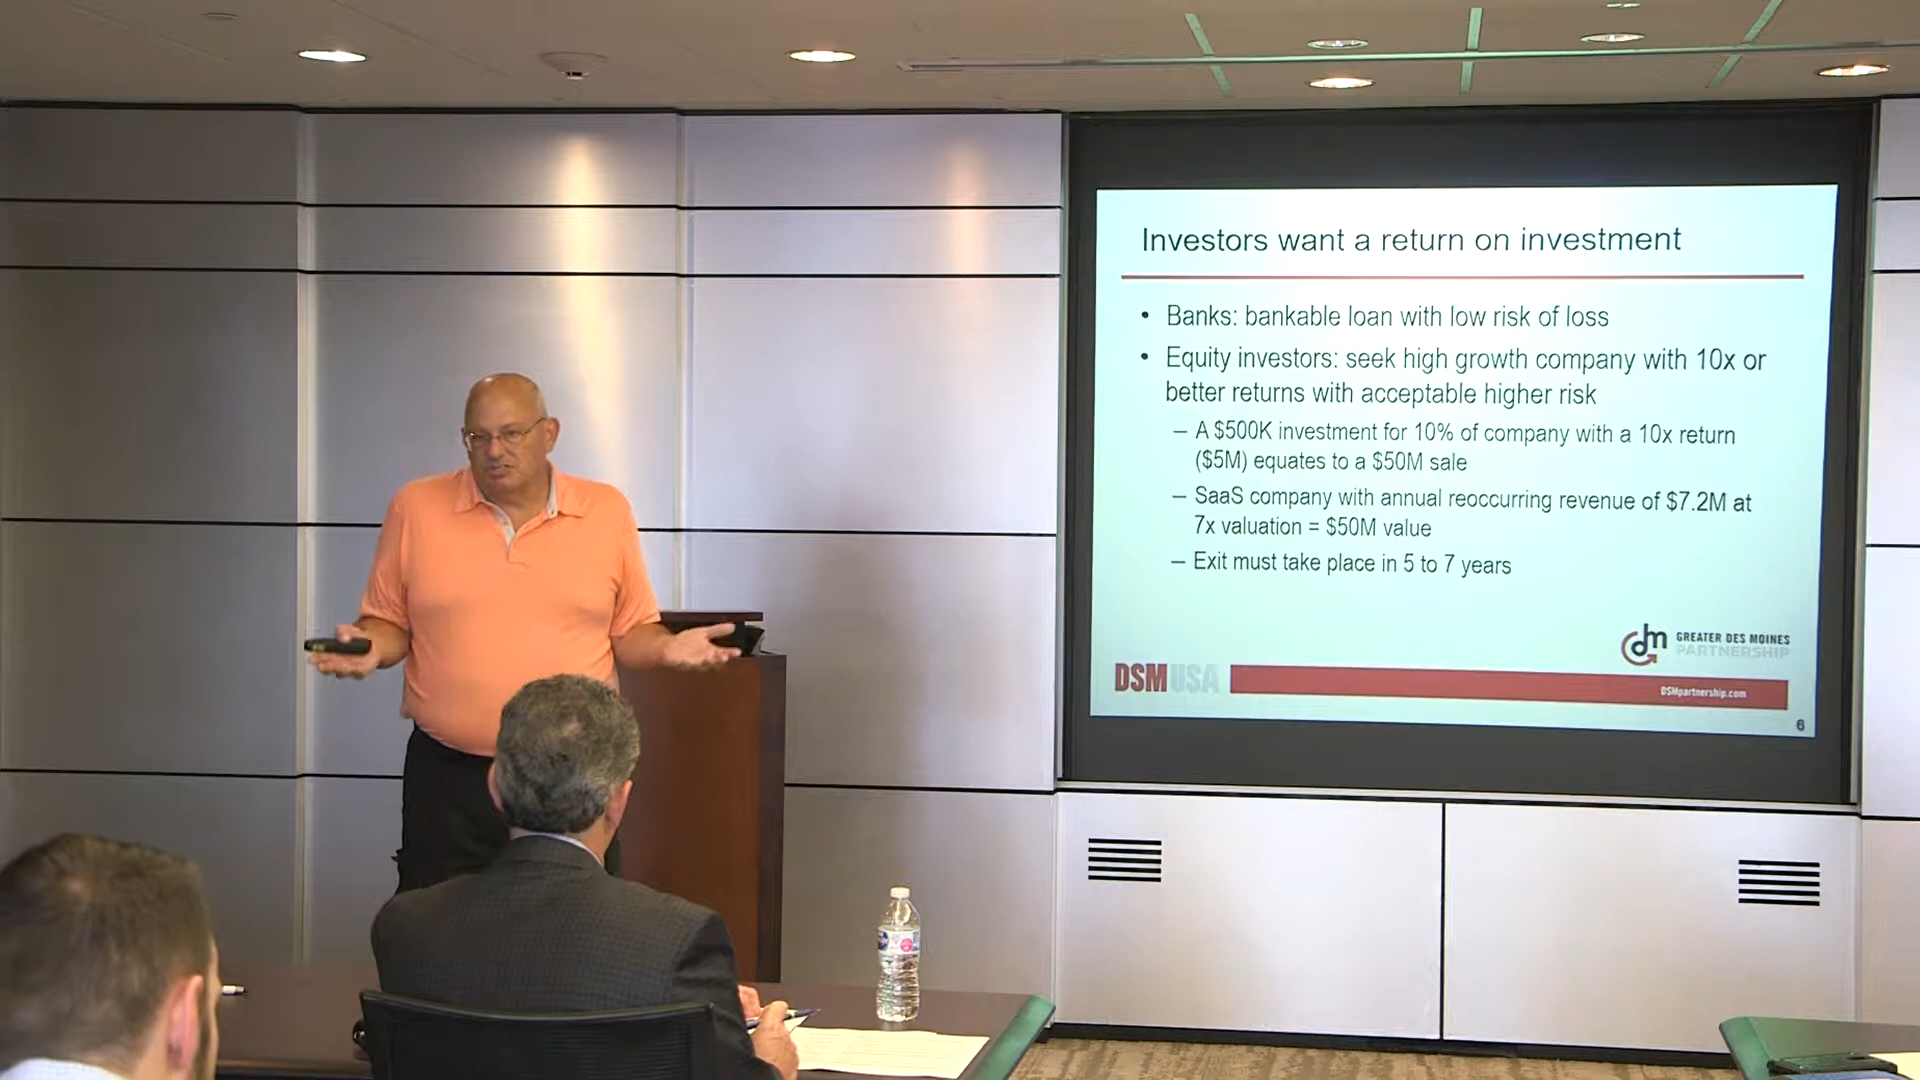 Investors want a return on investment
• Banks: bankable loan with low risk of loss
• Equity investors: seek high growth company with 10x or
better returns with acceptable higher risk
– A $500K investment for 10% of company with a 10x return
($5M) equates to a $50M sale
– SaaS company with annual reoccurring revenue of $7.2M at
7x valuation = $50M value
– Exit must take place in 5 to 7 years
dm GREATER DES MOINES
PARTNERSHIP
DSM USA
DSMpartnership.com
6